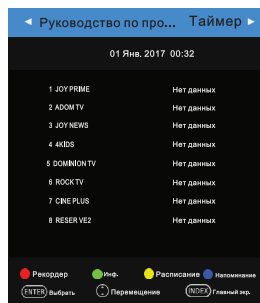 Руководство по про... Таймер
01 Янв. 2017 00:32
1 JOY PRIME Нет данных
2 ADOM TV Нет данных
3 JOY NEWS Нет данных
4 4KIDS Нет данных
5 DOMINION TV Нет данных
6 ROCK TV Нет данных
7 CINE PLUS Нет данных
8 RESER VE2 Нет данных
Рекордер Инф. Расписание Напоминание
ENTER Выбрать Перемещение INDEX Главный экр.